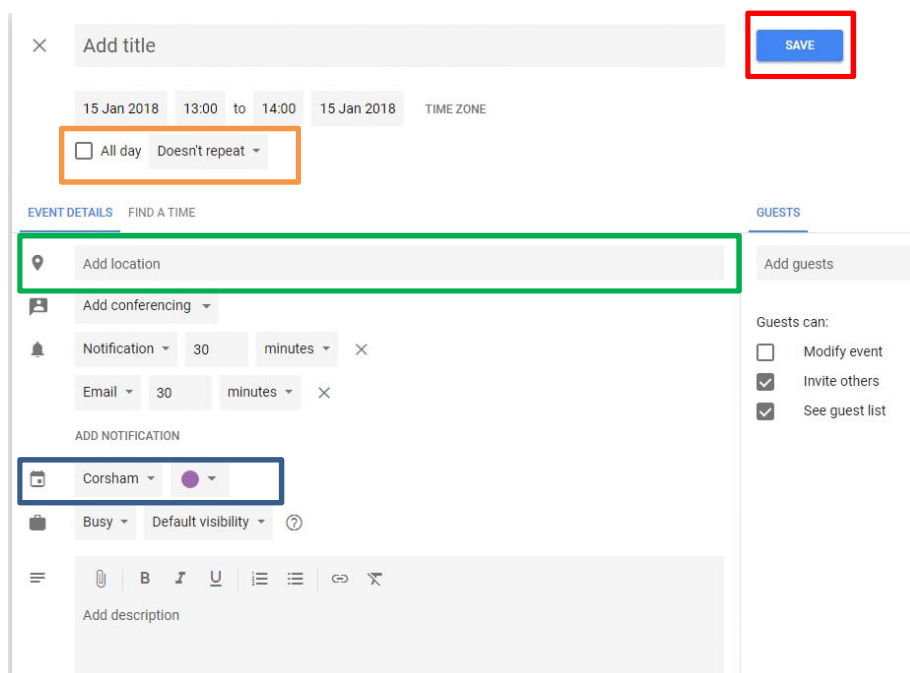 Add title
SAVE
15 Jan 2018 13:00 to 14:00 15 Jan 2018 TIME ZONE
All day Doesn't repeat
EVENT DETAILS FIND A TIME
GUESTS
Add location
Add guests
Add conferencing
Guests can:
Notification 30 minutes
Modify event
Invite others
Email 30 minutes
See guest list
ADD NOTIFICATION
Corsham
Busy Default visibility ?
B I U
Add description